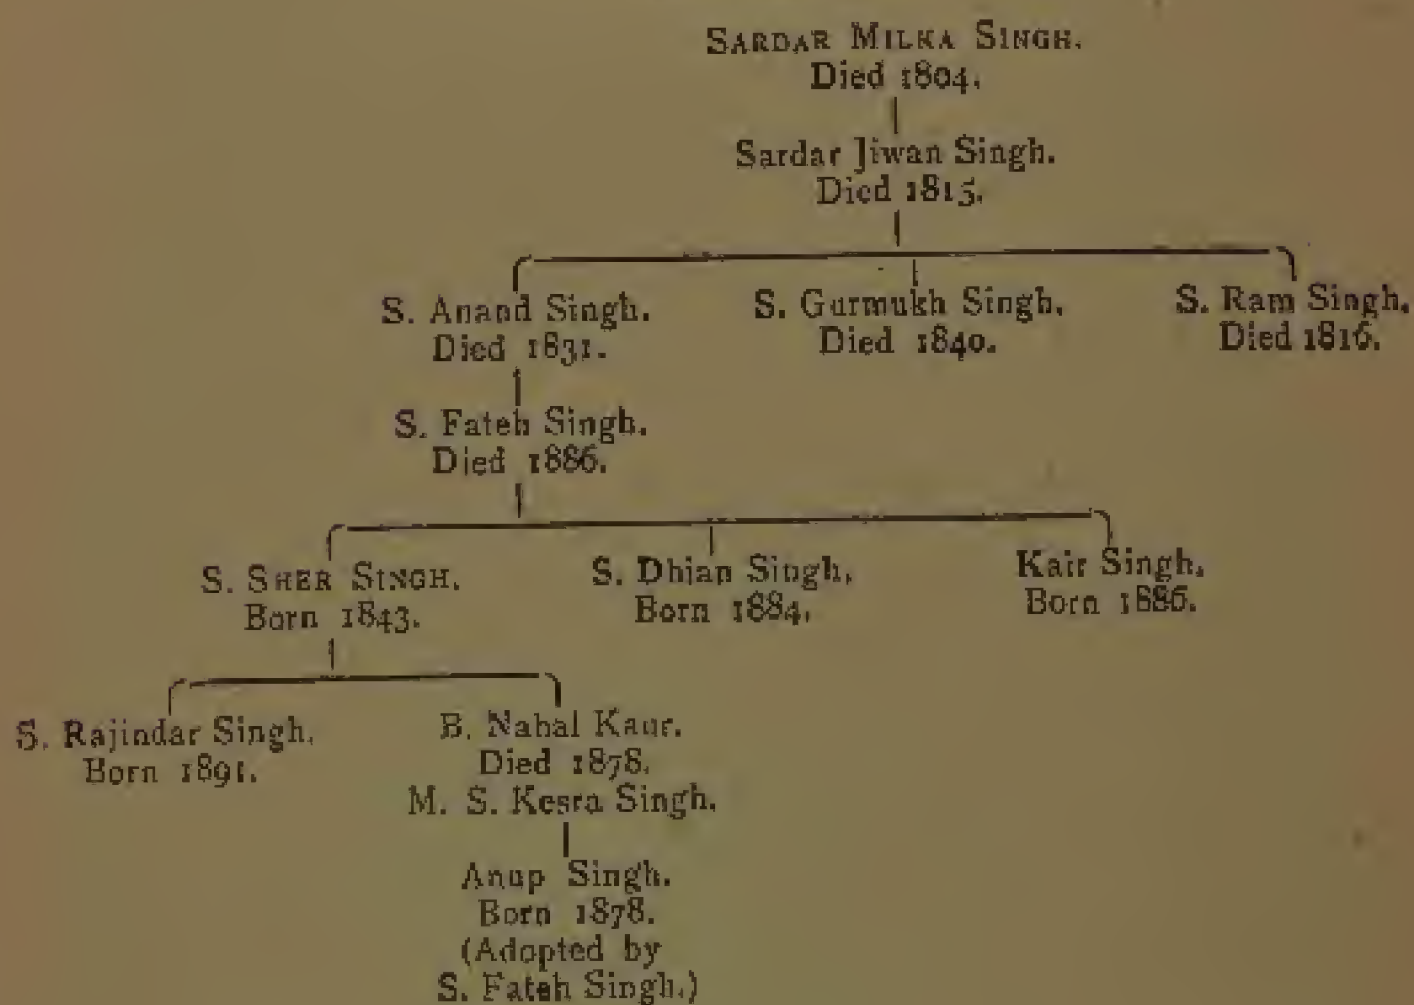 SARDAR MILKA SINGH.
Died 1804.
Sardar Jiwan Singh.
Died 1815.
S. Anand Singh.
Died 1831.
S. Gurmukh Singh.
Died 1840.
S. Ram Singh.
Died 1816.
S. Fateh Singh.
Died 1886.
S. SHER SINGH.
Born 1843.
S. Dhian Singh.
Born 1884.
Kair Singh.
Born 1886.
S. Rajindar Singh.
Born 1891.
B. Nahal Kaur.
Died 1878.
M. S. Kesra Singh.
Anup Singh.
Born 1878.
(Adopted by
S. Fateh Singh.)